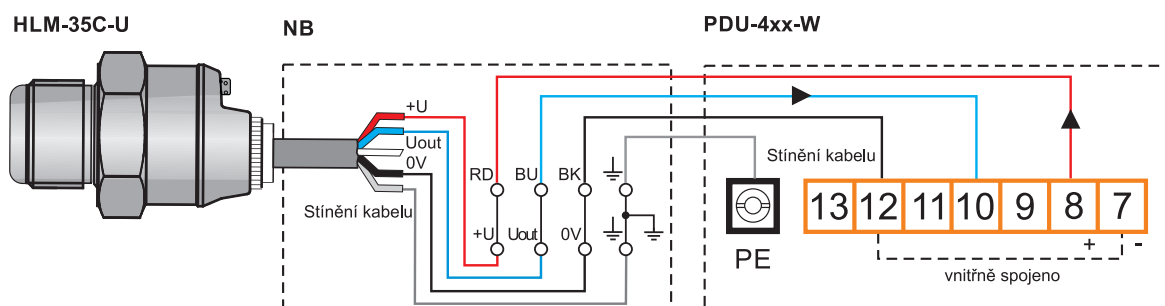 HLM-35C-U
NB
PDU-4xx-W
+U
Uout
0V
Stínění kabelu
RD BU BK
+U Uout 0V
Stínění kabelu
PE
13 12 11 10 9 8 7
+ -
vnitřně spojeno